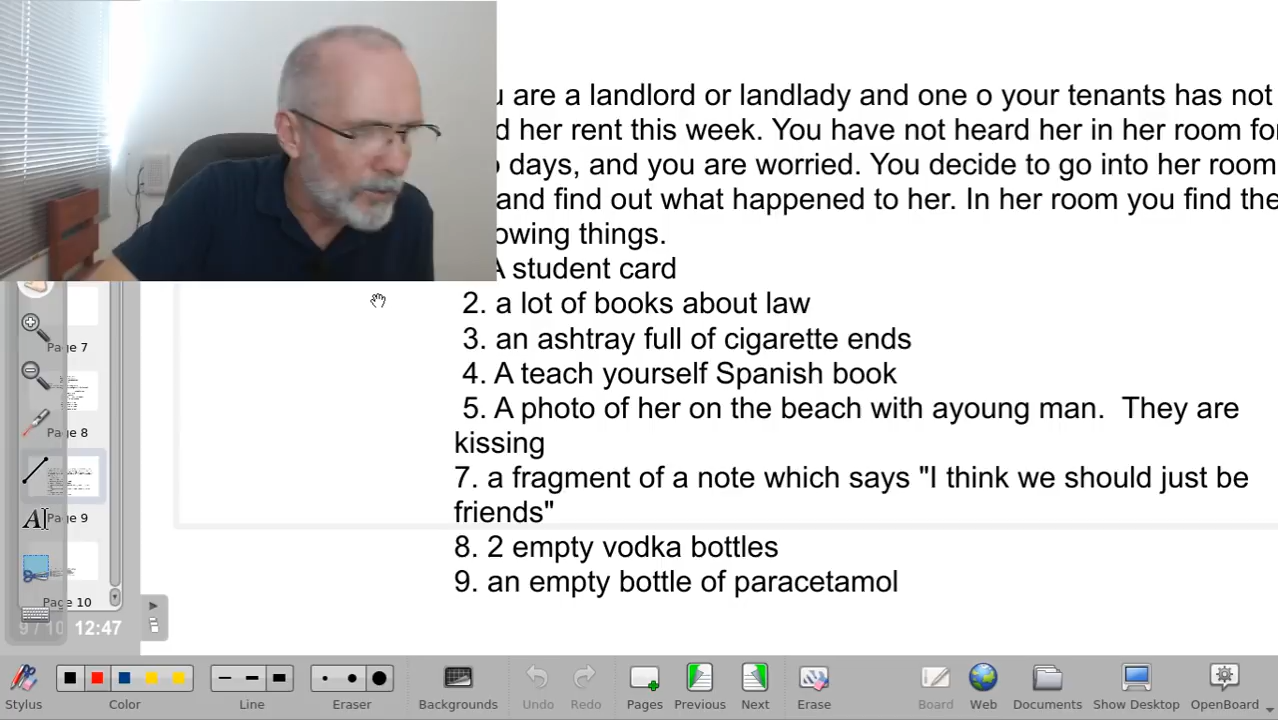 are a landlord or landlady and one o your tenants has not
her rent this week. You have not heard her in her room for
days, and you are worried. You decide to go into her room
and find out what happened to her. In her room you find the
owing things.
A student card
2. a lot of books about law
3. an ashtray full of cigarette ends
4. A teach yourself Spanish book
5. A photo of her on the beach with ayoung man. They are
kissing
7. a fragment of a note which says "I think we should just be
friends"
8. 2 empty vodka bottles
9. an empty bottle of paracetamol
Page 7
Page 8
Page 9
Page 10
9 / 10 12:47
Stylus
Color
Line
Eraser
Backgrounds
Undo
Redo
Pages
Previous
Next
Erase
Board
Web
Documents
Show Desktop
OpenBoard